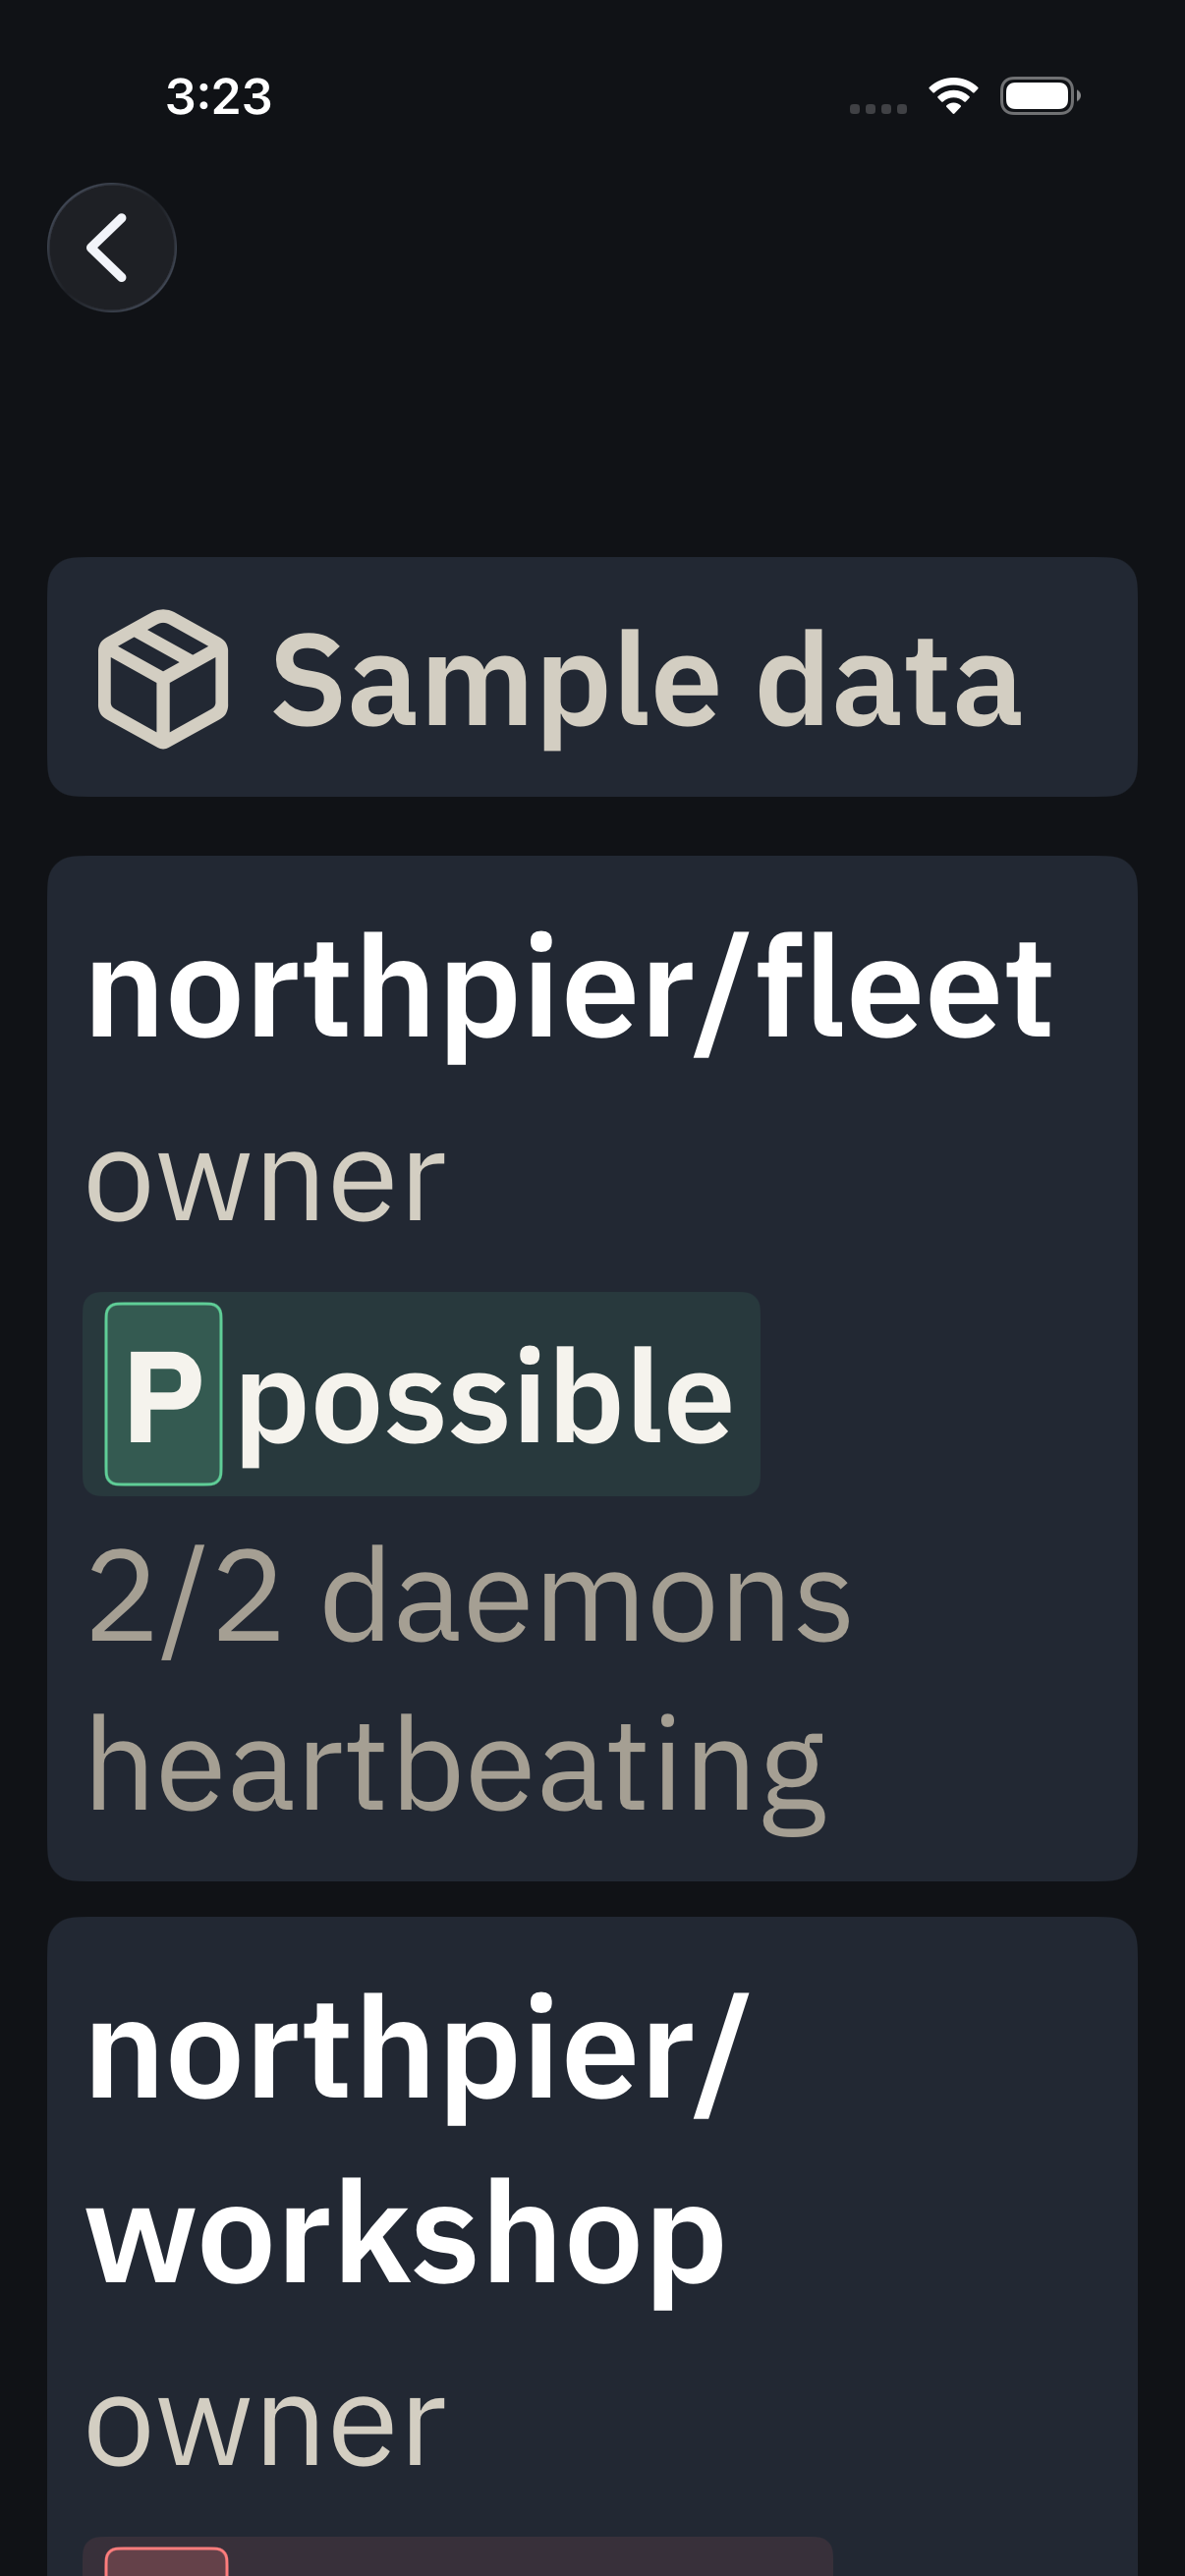 3:23
Sample data
northpier/fleet
owner
P possible
2/2 daemons
heartbeating
northpier/
workshop
owner